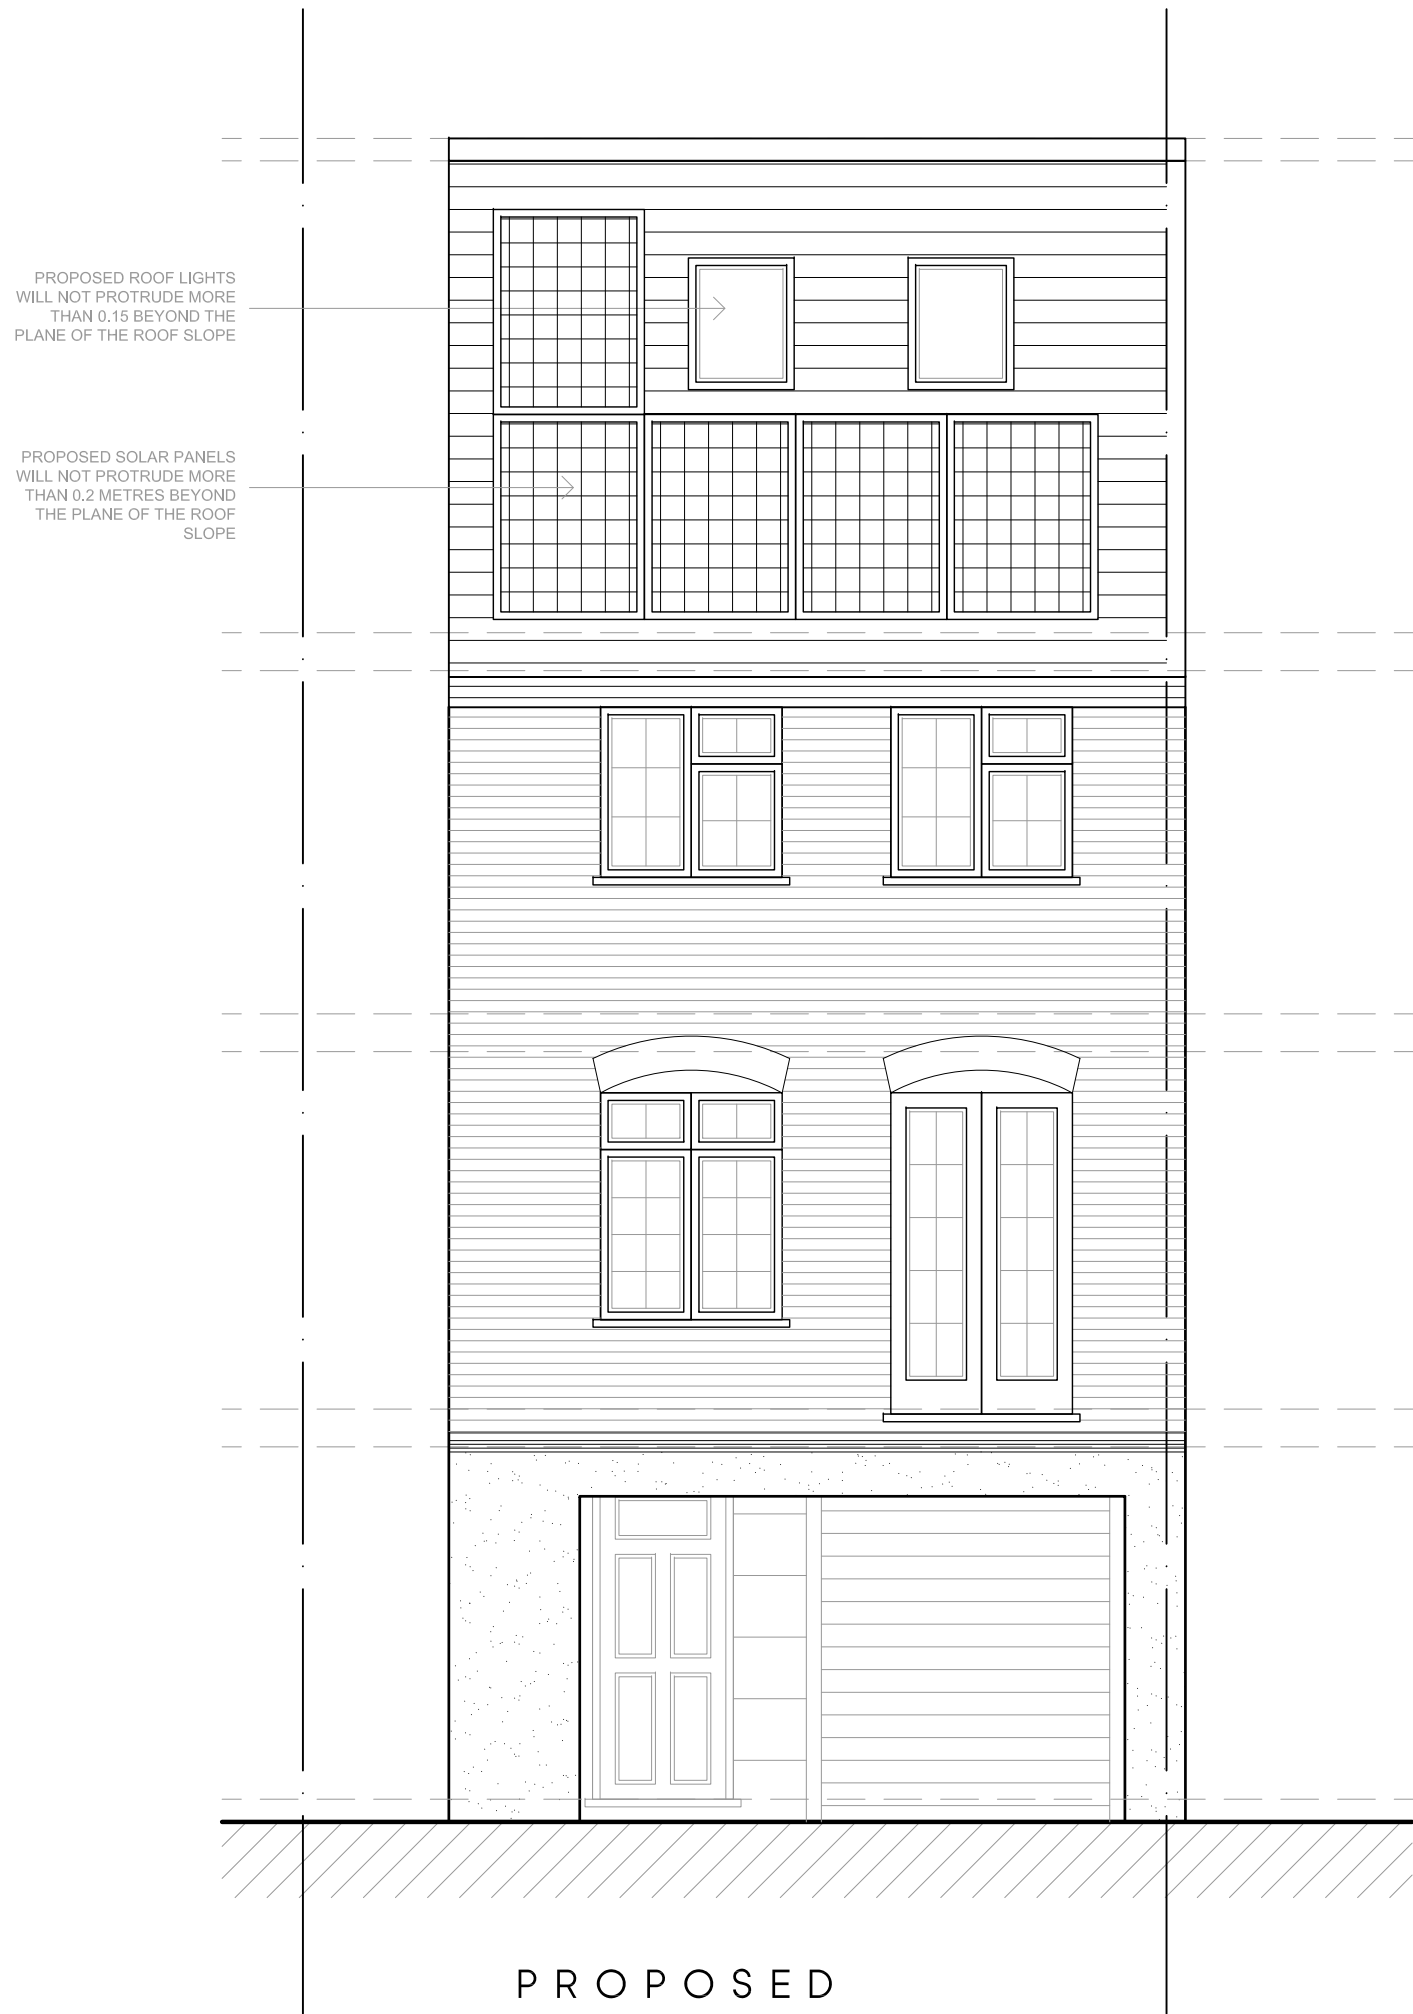 PROPOSED ROOF LIGHTS
WILL NOT PROTRUDE MORE
THAN 0.15 BEYOND THE
PLANE OF THE ROOF SLOPE
PROPOSED SOLAR PANELS
WILL NOT PROTRUDE MORE
THAN 0.2 METRES BEYOND
THE PLANE OF THE ROOF
SLOPE
PROPOSED